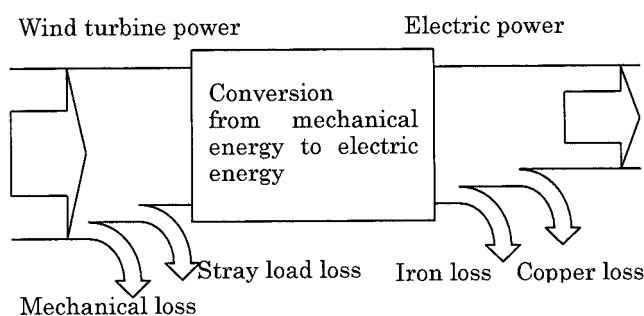 Wind turbine power
Electric power
Conversion
from mechanical
energy to electric
energy
Stray load loss
Iron loss
Copper loss
Mechanical loss